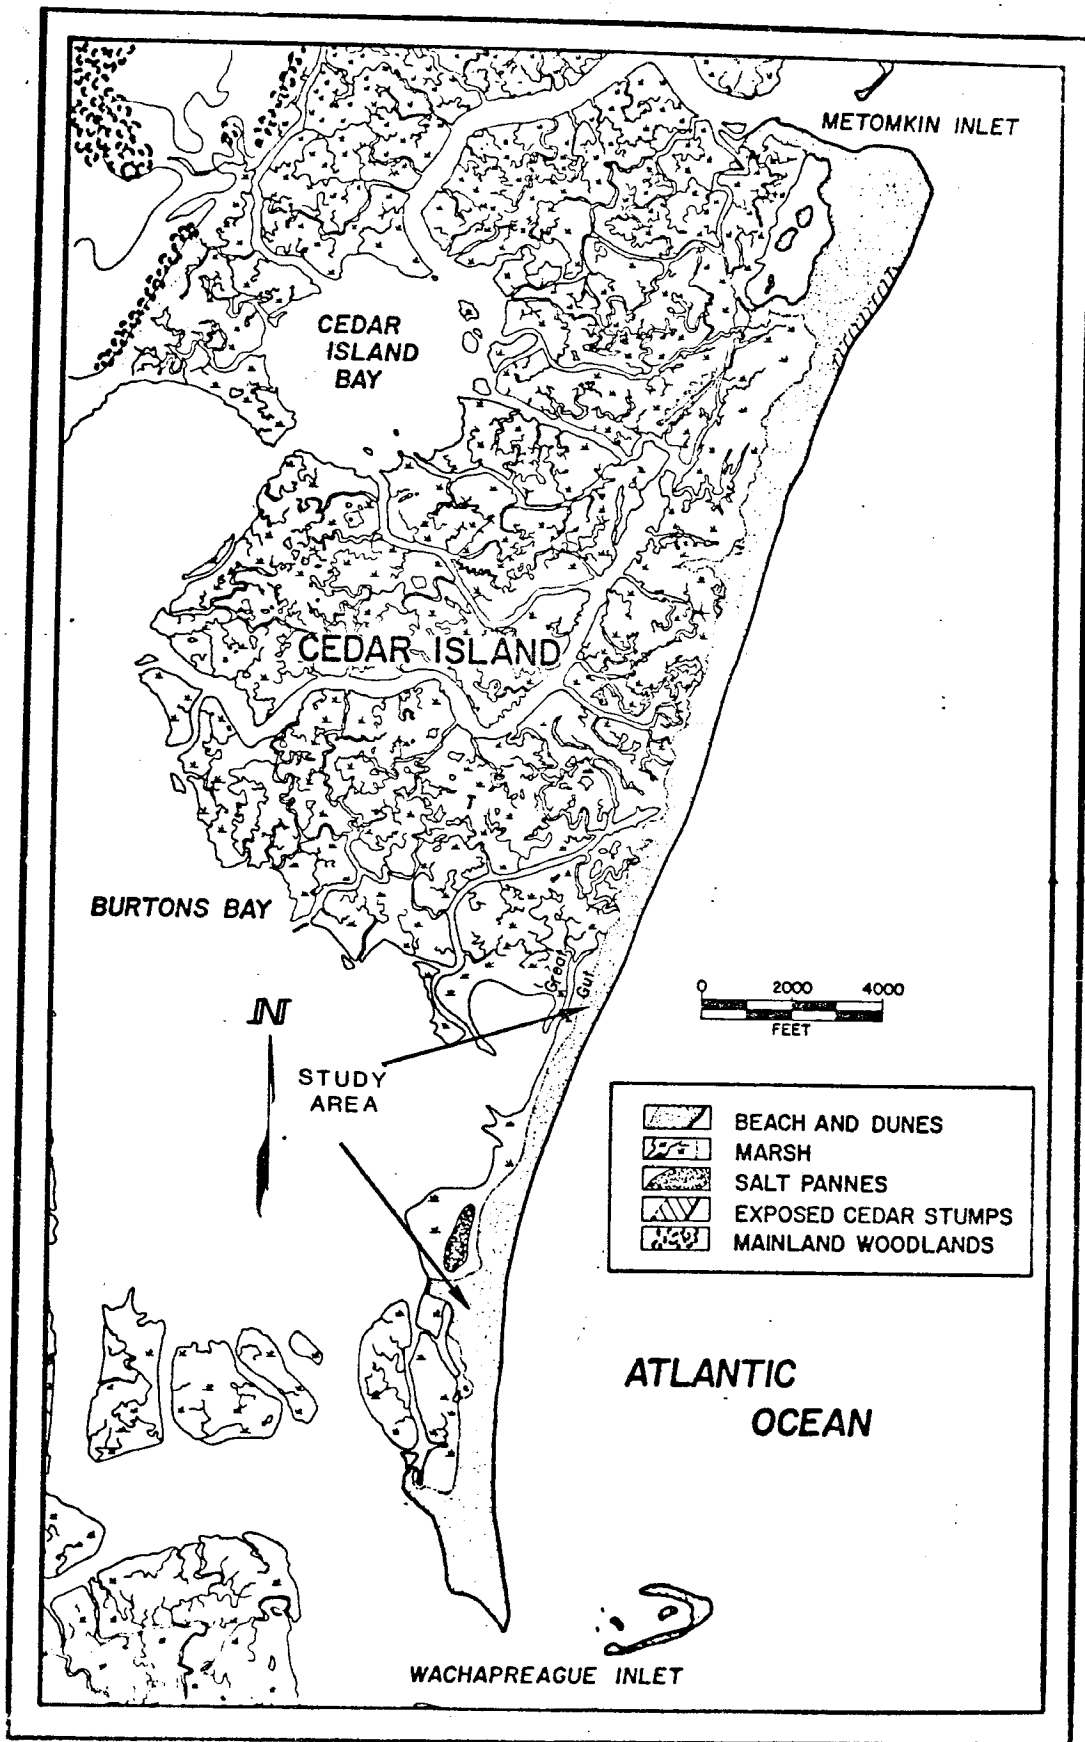 METOMKIN INLET
CEDAR
ISLAND
BAY
CEDAR ISLAND
BURTONS BAY
Great
Gut
N
0 2000 4000
FEET
STUDY
AREA
BEACH AND DUNES
MARSH
SALT PANNES
EXPOSED CEDAR STUMPS
MAINLAND WOODLANDS
ATLANTIC
OCEAN
WACHAPREAGUE INLET